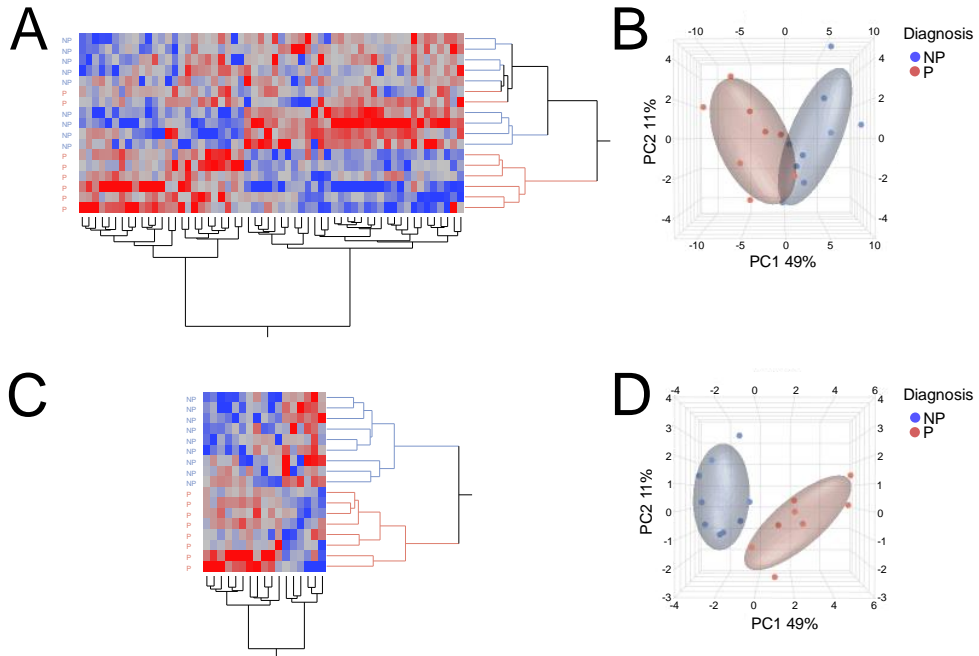 A
NP
NP
NP
NP
NP
P
P
NP
NP
NP
NP
P
P
P
P
P
P
B
-10 -5 0 5 10
4 4
2 2
0 0
-2 -2
-4 -4
-10 -5 0 5 10
PC2 11%
PC1 49%
Diagnosis
NP
P
C
NP
NP
NP
NP
NP
NP
NP
NP
NP
P
P
P
P
P
P
P
P
D
-4 -2 0 2 4 6
4 4
3 3
2 2
1 1
0 0
-1 -1
-2 -2
-3 -3
-4 -2 0 2 4 6
PC2 11%
PC1 49%
Diagnosis
NP
P